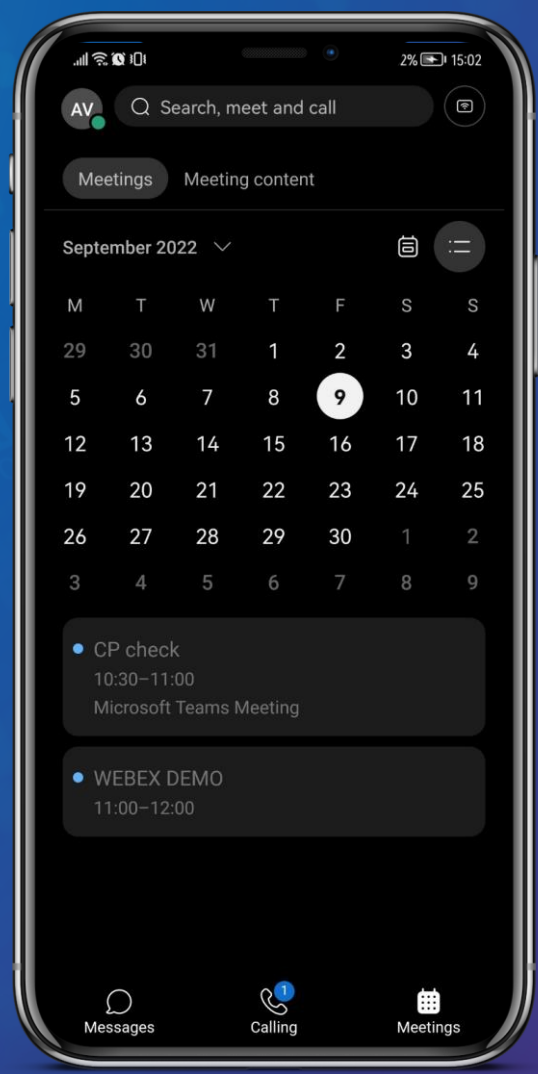 2% 15:02
AV Search, meet and call
Meetings Meeting content
September 2022
M T W T F S S
29 30 31 1 2 3 4
5 6 7 8 9 10 11
12 13 14 15 16 17 18
19 20 21 22 23 24 25
26 27 28 29 30 1 2
3 4 5 6 7 8 9
CP check
10:30–11:00
Microsoft Teams Meeting
WEBEX DEMO
11:00–12:00
1
Messages Calling Meetings